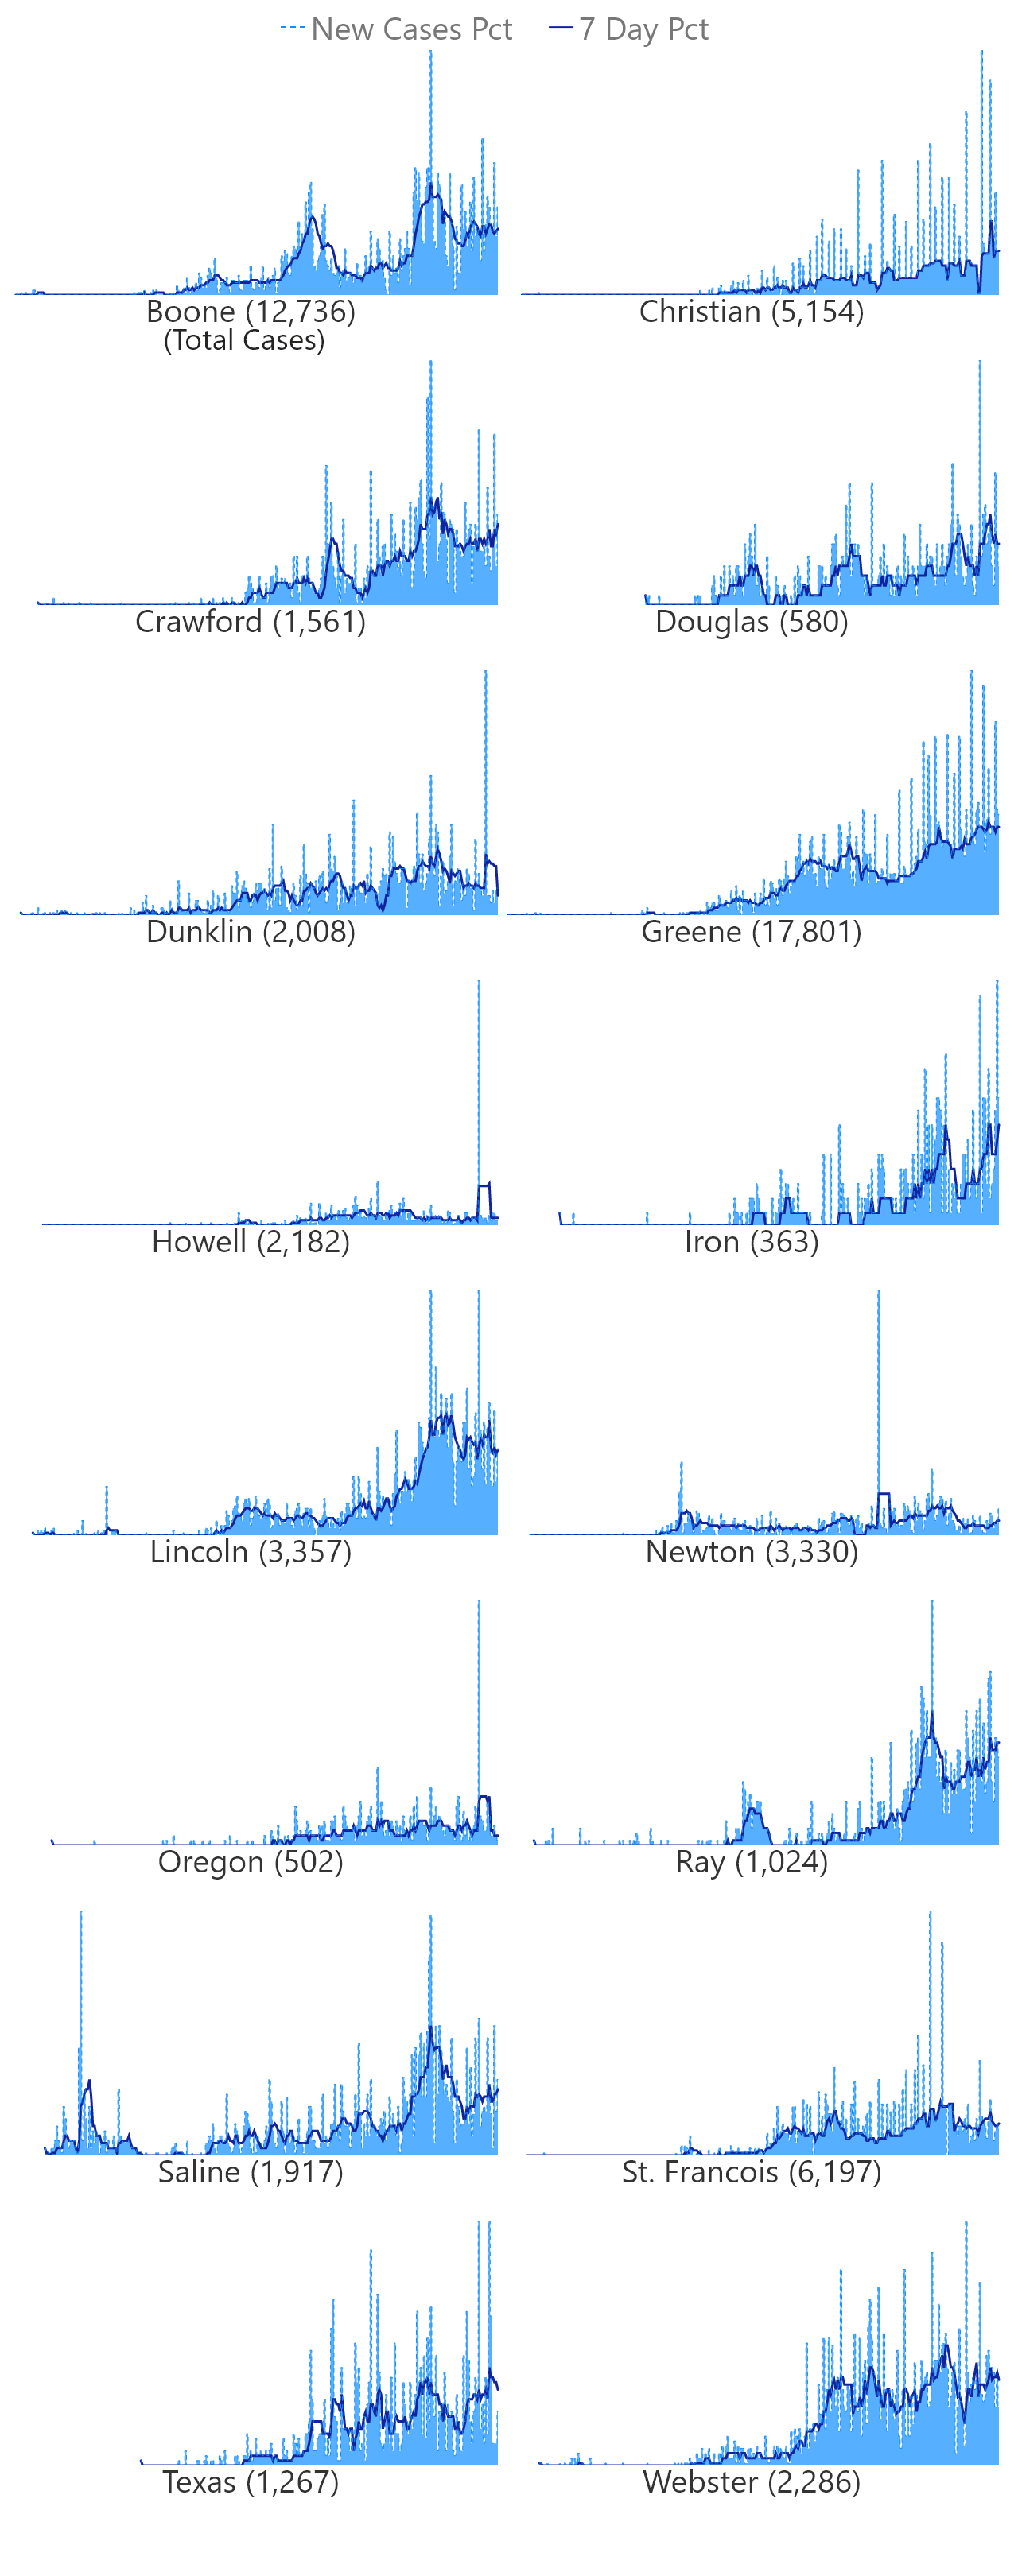 New Cases Pct 7 Day Pct
Boone (12,736) Christian (5,154)
(Total Cases)
Crawford (1,561) Douglas (580)
Dunklin (2,008) Greene (17,801)
Howell (2,182) Iron (363)
Lincoln (3,357) Newton (3,330)
Oregon (502) Ray (1,024)
Saline (1,917) St. Francois (6,197)
Texas (1,267) Webster (2,286)